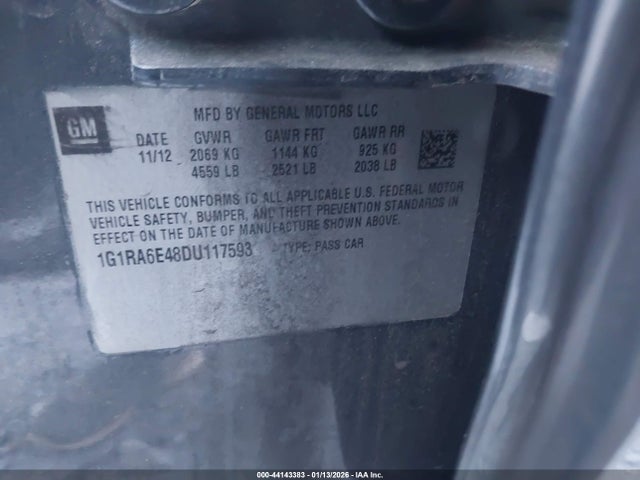 GM
MFD BY GENERAL MOTORS LLC
DATE GVWR GAWR FRT GAWR RR
11/12 2069 KG 1144 KG 925 KG
4559 LB 2521 LB 2038 LB
THIS VEHICLE CONFORMS TO ALL APPLICABLE U.S. FEDERAL MOTOR
VEHICLE SAFETY, BUMPER, AND THEFT PREVENTION STANDARDS IN
EFFECT ON THE DATE OF MANUFACTURE SHOWN ABOVE.
1G1RA6E48DU117593 TYPE: PASS CAR
000-44143383 - 01/13/2026 - IAA Inc.